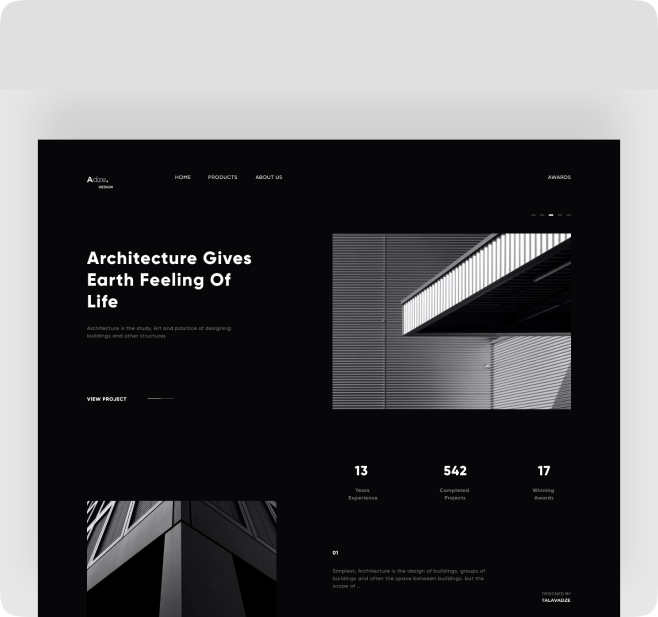 Adze.
DESIGN
HOME
PRODUCTS
ABOUT US
AWARDS
Architecture Gives
Earth Feeling Of
Life
Architecture is the study, Art and practice of designing
buildings and other structures
VIEW PROJECT
13
Years
Experience
542
Completed
Projects
17
Winning
Awards
01
Simplest, Architecture is the design of buildings, groups of
buildings and often the space between buildings, but the
scope of ...
DESIGNED BY
TALAVADZE